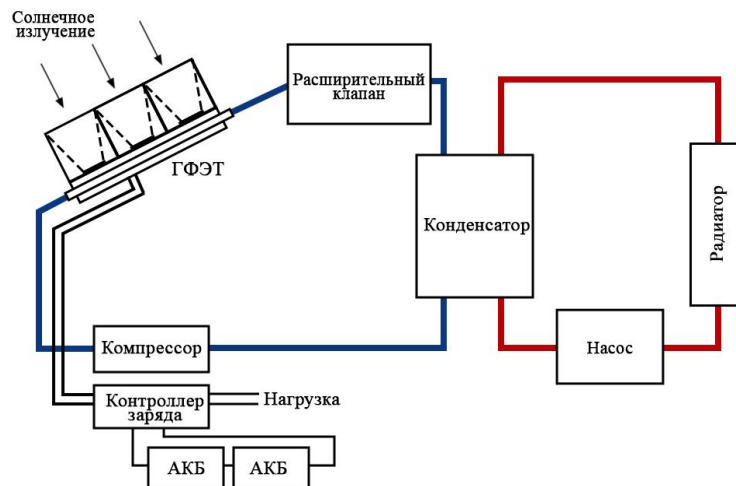 Солнечное
излучение
Расширительный
клапан
ГФЭТ
Конденсатор
Радиатор
Компрессор
Насос
Контроллер
заряда
Нагрузка
АКБ
АКБ